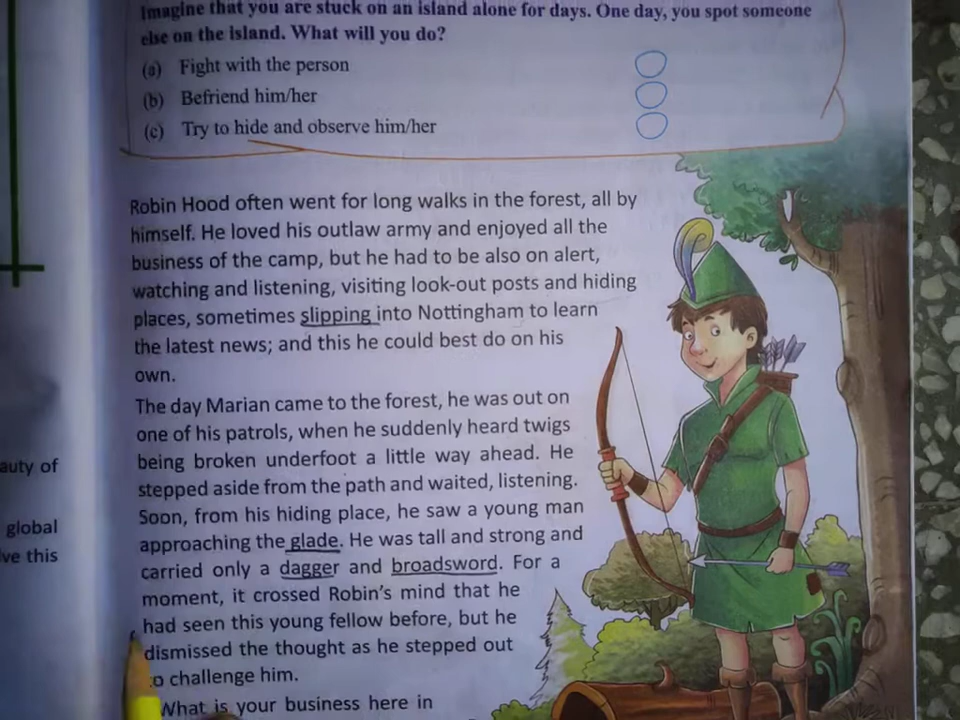 Imagine that you are stuck on an island alone for days. One day, you spot someone
else on the island. What will you do?
(a) Fight with the person
(b) Befriend him/her
(c) Try to hide and observe him/her
Robin Hood often went for long walks in the forest, all by
himself. He loved his outlaw army and enjoyed all the
business of the camp, but he had to be also on alert,
watching and listening, visiting look-out posts and hiding
places, sometimes slipping into Nottingham to learn
the latest news; and this he could best do on his
own.
The day Marian came to the forest, he was out on
one of his patrols, when he suddenly heard twigs
being broken underfoot a little way ahead. He
stepped aside from the path and waited, listening.
Soon, from his hiding place, he saw a young man
approaching the glade. He was tall and strong and
carried only a dagger and broadsword. For a
moment, it crossed Robin's mind that he
had seen this young fellow before, but he
dismissed the thought as he stepped out
to challenge him.
What is your business here in
auty of
global
ve this